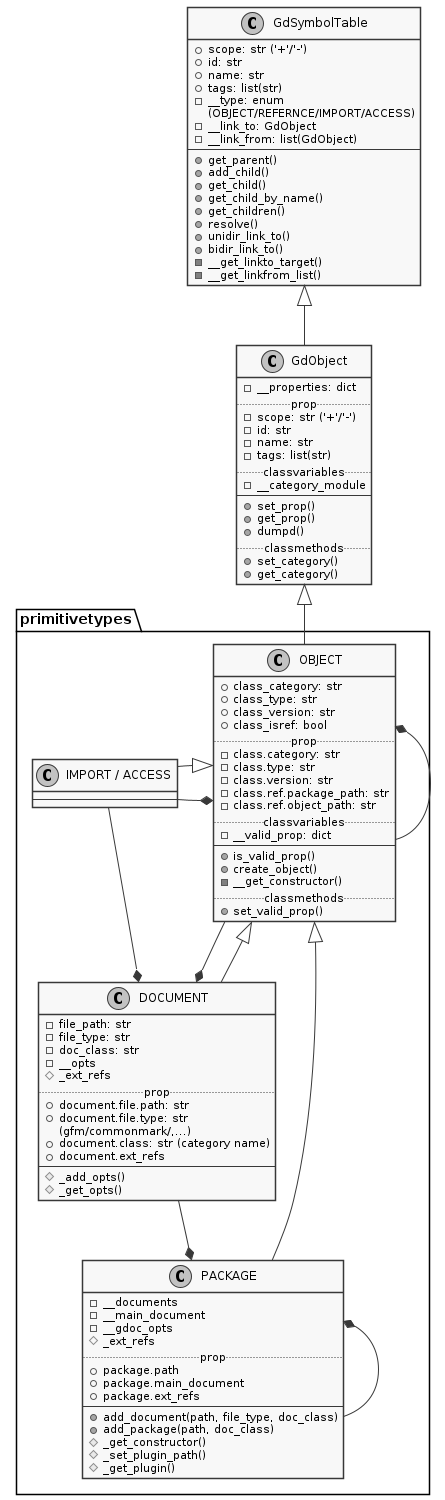 C GdSymbolTable
scope: str ('+'/'-')
id: str
name: str
tags: list(str)
__type: enum
(OBJECT/REFERNCE/IMPORT/ACCESS)
__link_to: GdObject
__link_from: list(GdObject)
get_parent()
add_child()
get_child()
get_child_by_name()
get_children()
resolve()
unidir_link_to()
bidir_link_to()
__get_linkto_target()
__get_linkfrom_list()
C GdObject
__properties: dict
prop
scope: str ('+'/'-')
id: str
name: str
tags: list(str)
classvariables
__category_module
set_prop()
get_prop()
dumpd()
classmethods
set_category()
get_category()
primitivetypes
C OBJECT
class_category: str
class_type: str
class_version: str
class_isref: bool
prop
class.category: str
class.type: str
class.version: str
class.ref.package_path: str
class.ref.object_path: str
classvariables
__valid_prop: dict
is_valid_prop()
create_object()
__get_constructor()
classmethods
set_valid_prop()
C IMPORT / ACCESS
C DOCUMENT
file_path: str
file_type: str
doc_class: str
__opts
_ext_refs
prop
document.file.path: str
document.file.type: str
(gfm/commonmark/,...)
document.class: str (category name)
document.ext_refs
_add_opts()
_get_opts()
C PACKAGE
__documents
__main_document
__gdoc_opts
_ext_refs
prop
package.path
package.main_document
package.ext_refs
add_document(path, file_type, doc_class)
add_package(path, doc_class)
_get_constructor()
_set_plugin_path()
_get_plugin()